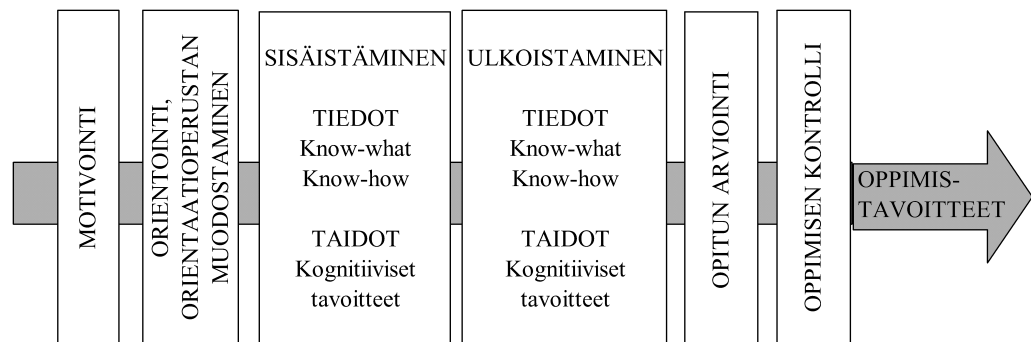 MOTIVOINTI
ORIENTOINTI,
ORIENTAATIOPERUSTAN
MUODOSTAMINEN
SISÄISTÄMINEN
TIEDOT
Know-what
Know-how
TAIDOT
Kognitiiviset
tavoitteet
ULKOISTAMINEN
TIEDOT
Know-what
Know-how
TAIDOT
Kognitiiviset
tavoitteet
OPITUN ARVIOINTI
OPPIMISEN KONTROLLI
OPPIMIS-
TAVOITTEET